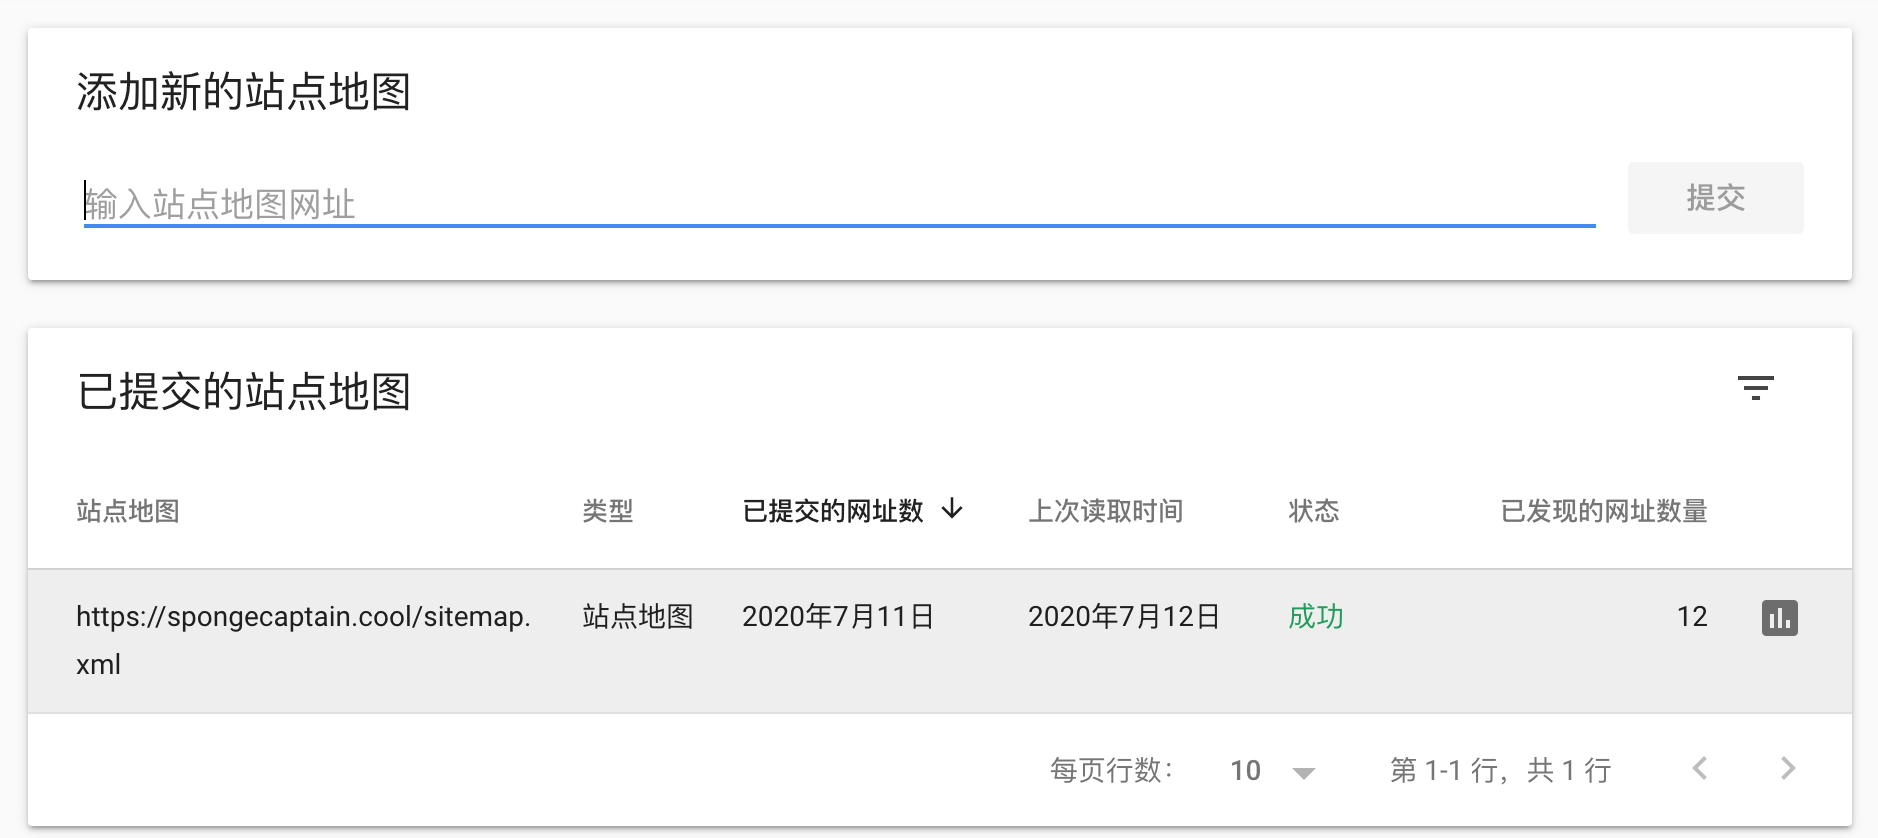 添加新的站点地图
输入站点地图网址
提交
已提交的站点地图
站点地图 类型 已提交的网址数 上次读取时间 状态 已发现的网址数量
https://spongecaptain.cool/sitemap. 站点地图 2020年7月11日 2020年7月12日 成功 12
xml
每页行数： 10 第 1-1 行，共 1 行